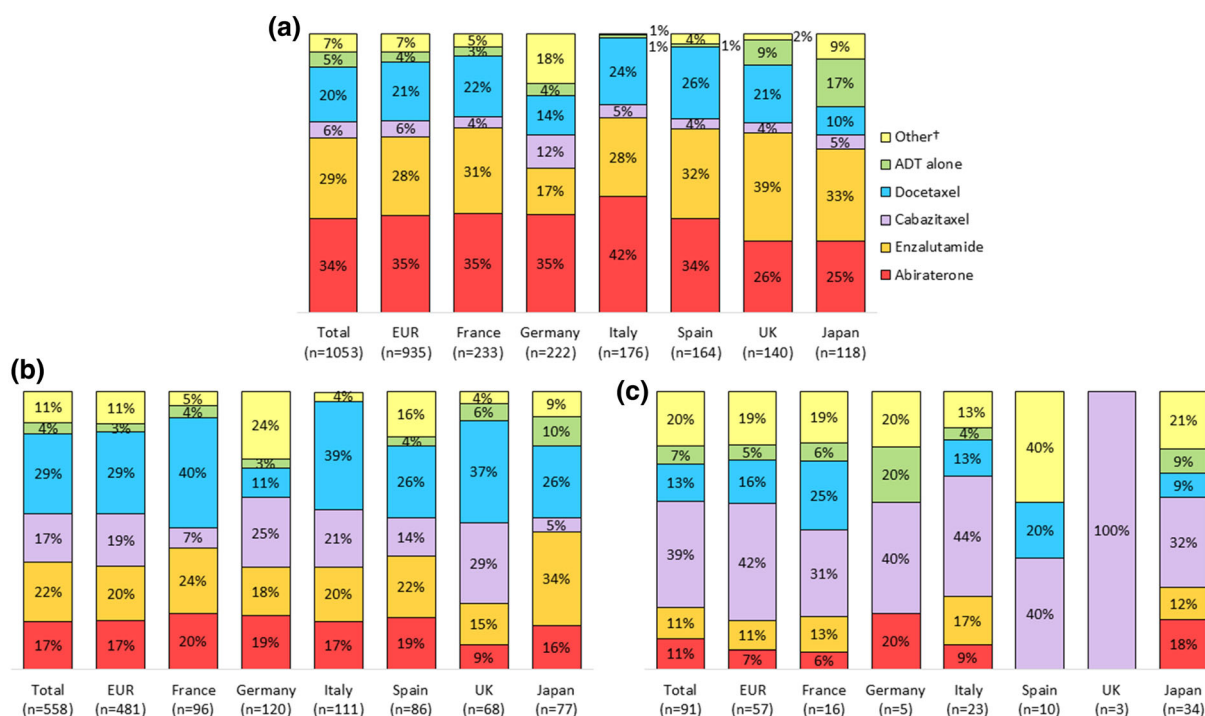 (a)
7% 7% 5% 18% 1% 4% 2% 9%
5% 4% 3% 4% 1% 1% 9% 17%
20% 21% 22% 14% 24% 26% 21% 10%
6% 6% 4% 12% 5% 4% 4% 5%
29% 28% 31% 17% 28% 32% 39% 33%
34% 35% 35% 35% 42% 34% 26% 25%
Total EUR France Germany Italy Spain UK Japan
(n=1053) (n=935) (n=233) (n=222) (n=176) (n=164) (n=140) (n=118)
Other†
ADT alone
Docetaxel
Cabazitaxel
Enzalutamide
Abiraterone
(b)
11% 11% 5% 24% 4% 16% 4% 9%
4% 3% 4% 3% 4% 6% 10%
29% 29% 40% 11% 39% 26% 37% 26%
17% 19% 7% 25% 21% 14% 29% 5%
22% 20% 24% 18% 20% 22% 15% 34%
17% 17% 20% 19% 17% 19% 9% 16%
Total EUR France Germany Italy Spain UK Japan
(n=558) (n=481) (n=96) (n=120) (n=111) (n=86) (n=68) (n=77)
(c)
20% 19% 19% 20% 13% 40% 21%
7% 5% 6% 20% 4% 9%
13% 16% 25% 13% 20% 9%
39% 42% 31% 40% 44% 40% 100% 32%
11% 11% 13% 17% 12%
11% 7% 6% 20% 9% 18%
Total EUR France Germany Italy Spain UK Japan
(n=91) (n=57) (n=16) (n=5) (n=23) (n=10) (n=3) (n=34)